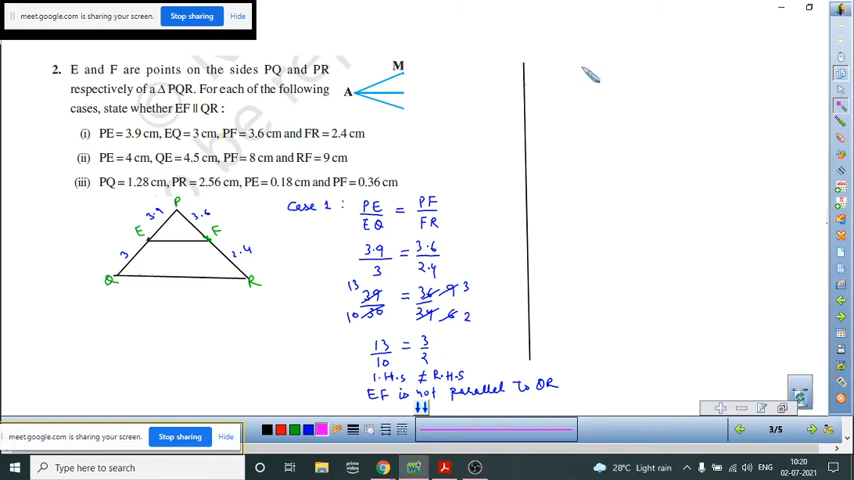 meet.google.com is sharing your screen.
Stop sharing
Hide
2. E and F are points on the sides PQ and PR
respectively of a Δ PQR. For each of the following
cases, state whether EF || QR :
M
A
(i) PE = 3.9 cm, EQ = 3 cm, PF = 3.6 cm and FR = 2.4 cm
(ii) PE = 4 cm, QE = 4.5 cm, PF = 8 cm and RF = 9 cm
(iii) PQ = 1.28 cm, PR = 2.56 cm, PE = 0.18 cm and PF = 0.36 cm
P
3.9
3.6
E
F
3
2.4
Q
R
Case 1 :
PE/EQ = PF/FR
3.9/3 = 3.6/2.4
13
39/30 = 36/24
10
9 3
6 2
13/10 = 3/2
L.H.S ≠ R.H.S
EF is not parallel to QR
meet.google.com is sharing your screen.
Stop sharing
Hide
3/5
Type here to search
prime video
28°C Light rain
ENG
10:20
02-07-2021